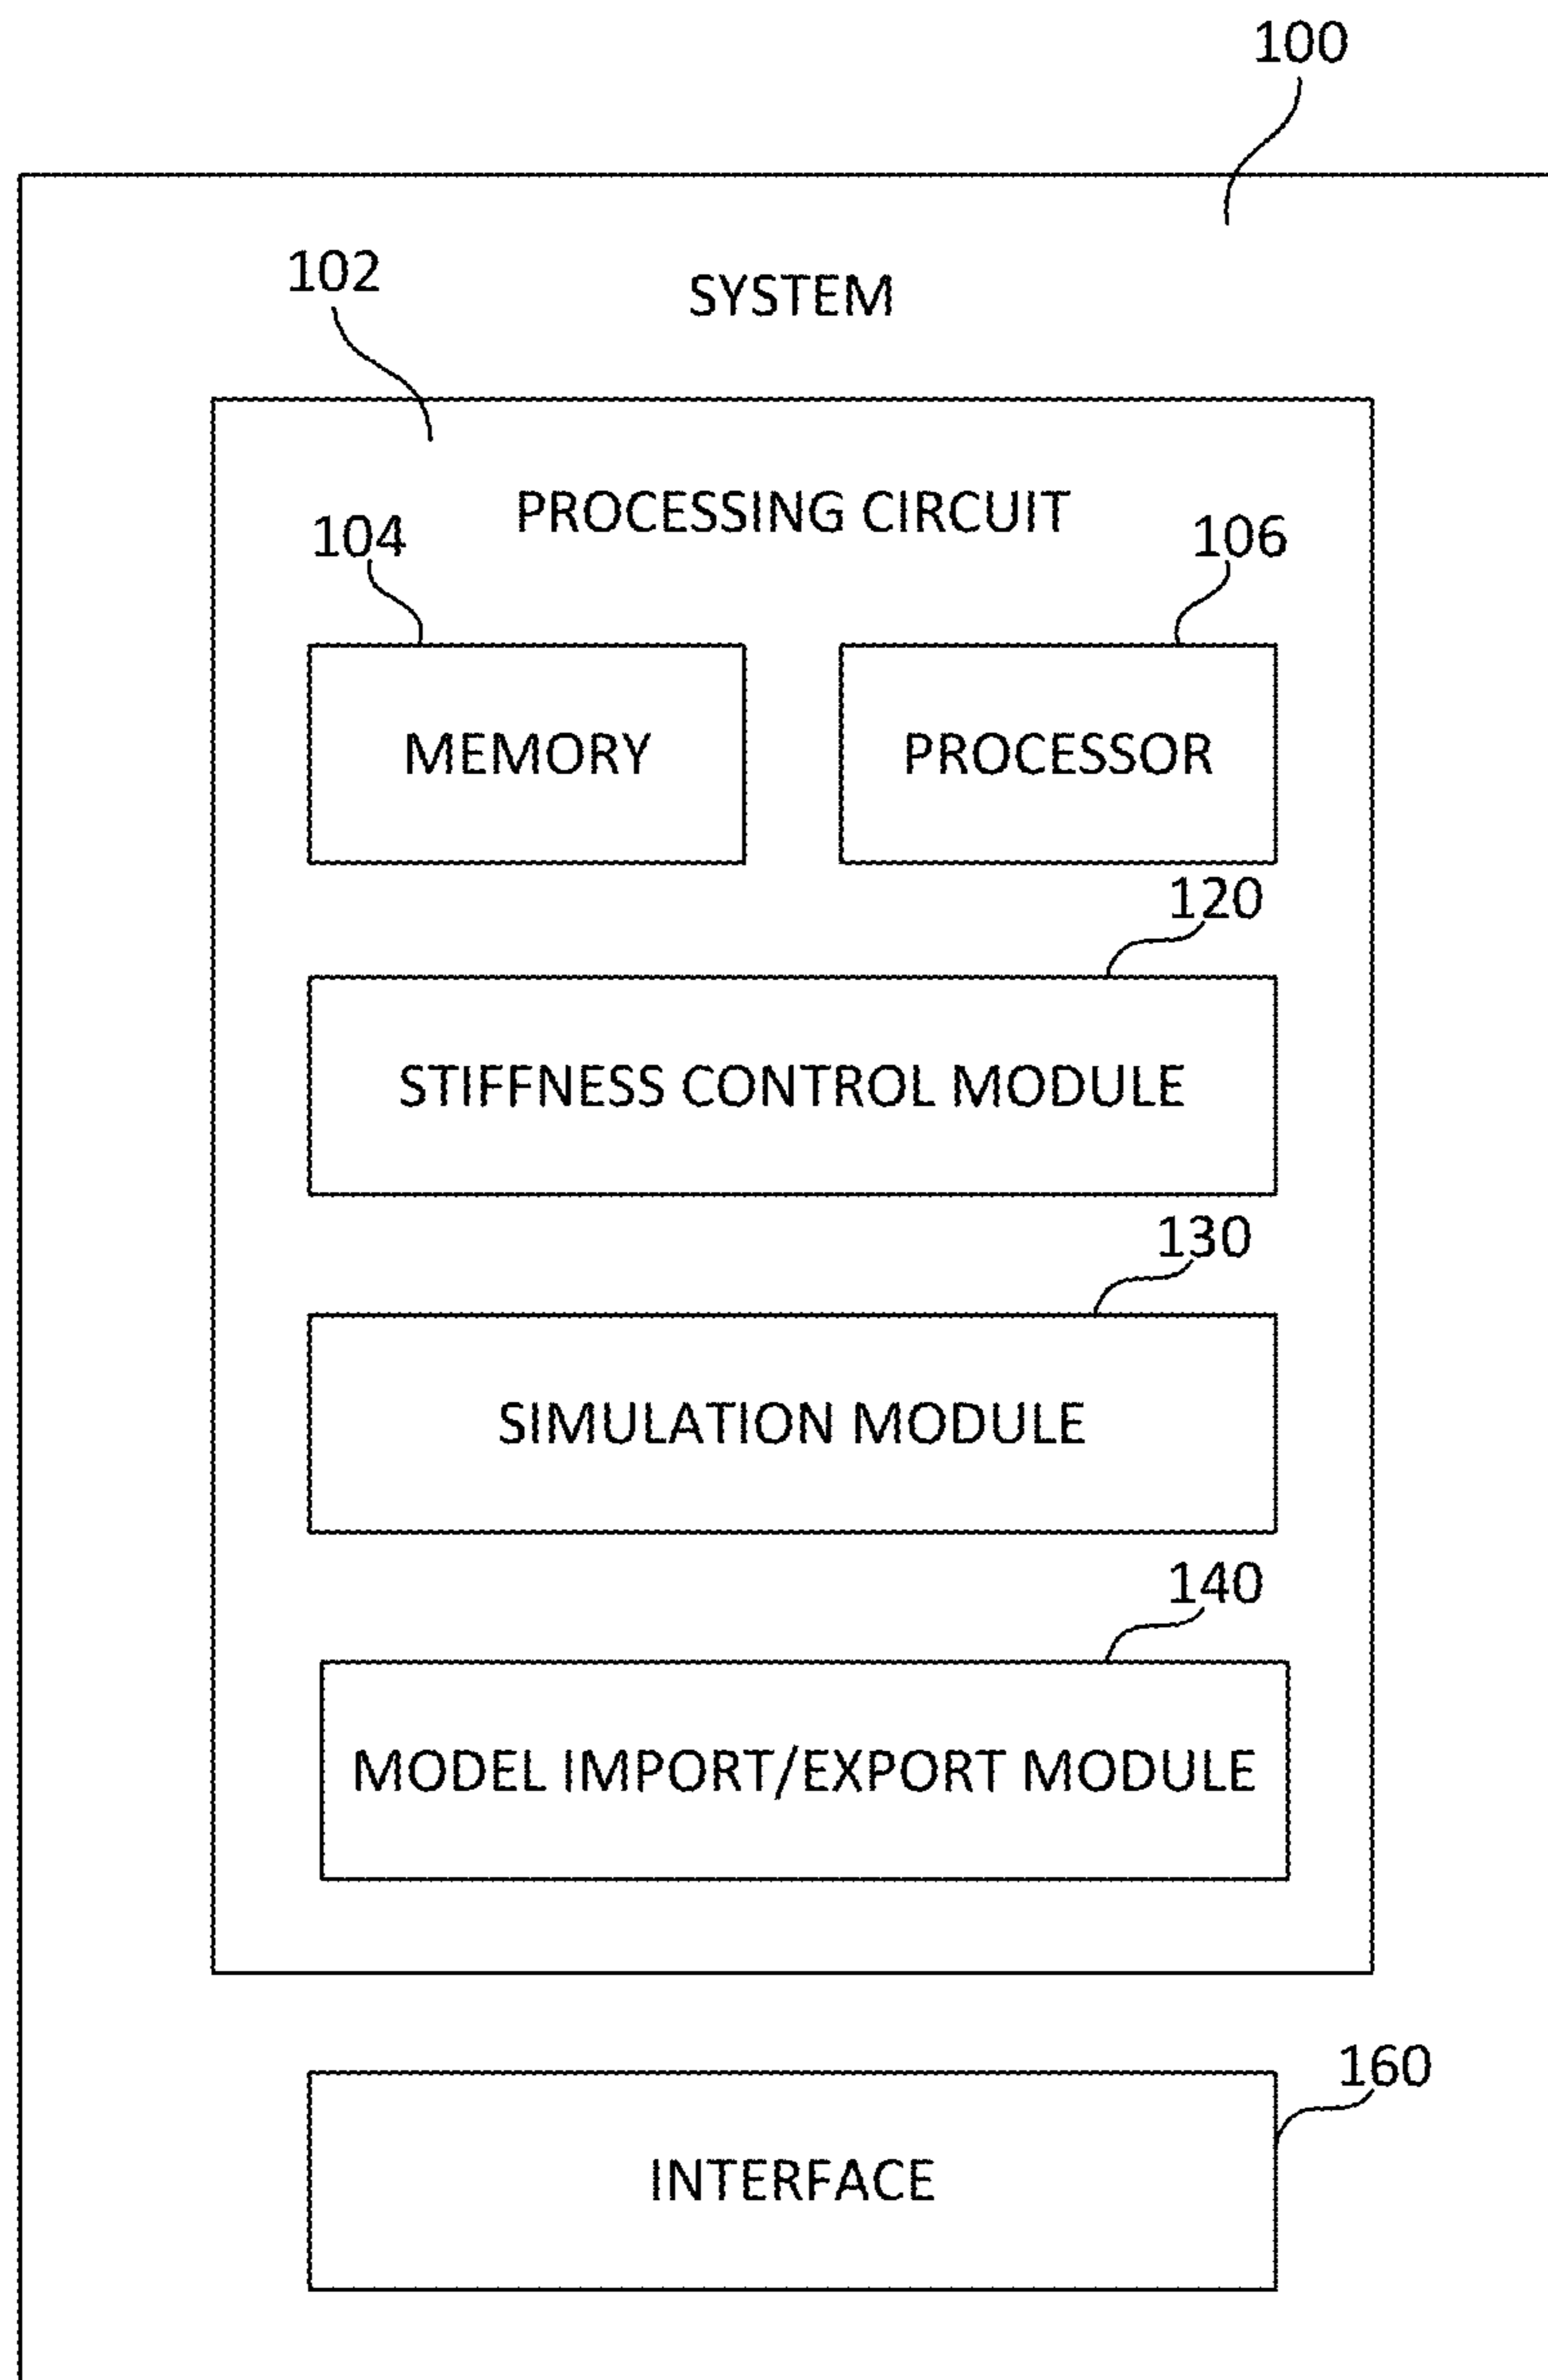 100
102
SYSTEM
PROCESSING CIRCUIT
104
106
MEMORY
PROCESSOR
120
STIFFNESS CONTROL MODULE
130
SIMULATION MODULE
140
MODEL IMPORT/EXPORT MODULE
160
INTERFACE